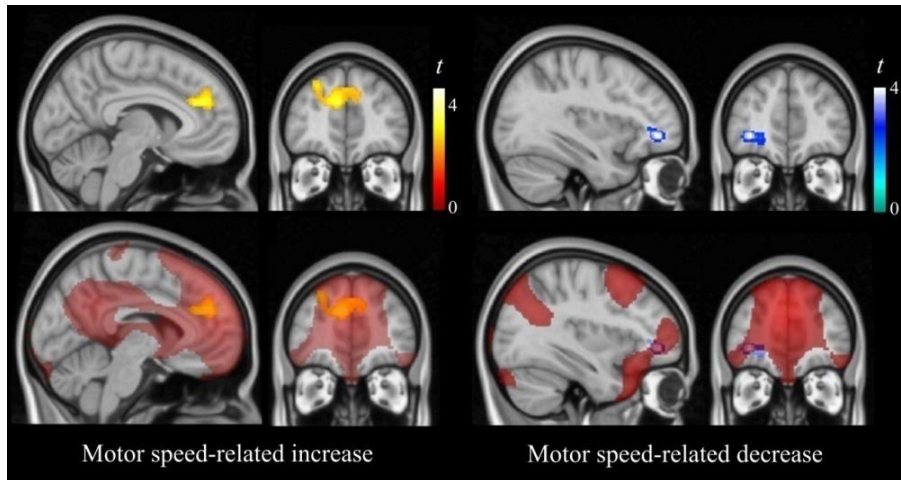 t
4
0
t
4
0
Motor speed-related increase
Motor speed-related decrease